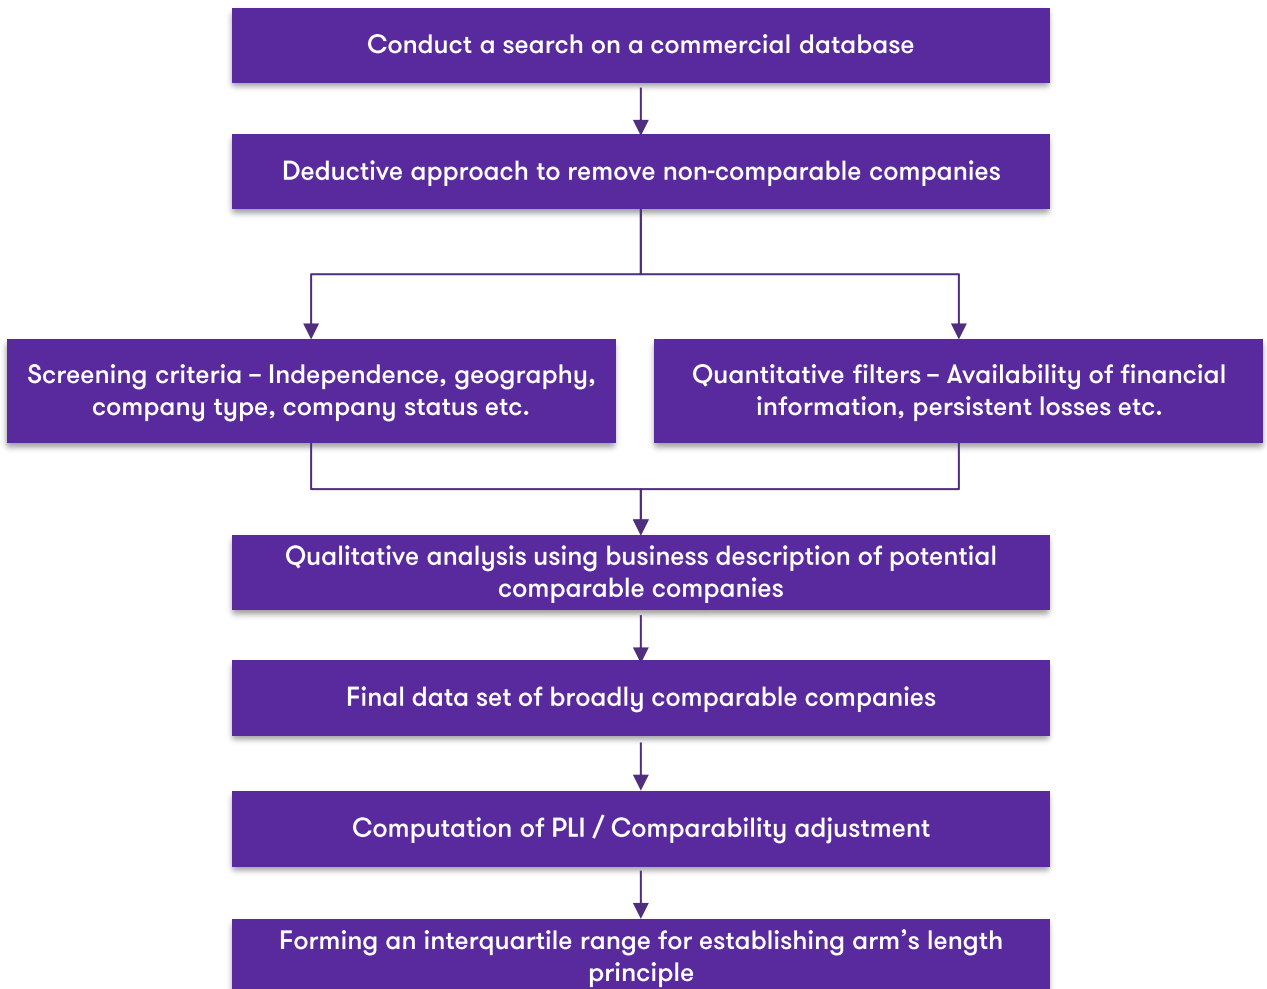 Conduct a search on a commercial database
Deductive approach to remove non-comparable companies
Screening criteria – Independence, geography,
company type, company status etc.
Quantitative filters – Availability of financial
information, persistent losses etc.
Qualitative analysis using business description of potential
comparable companies
Final data set of broadly comparable companies
Computation of PLI / Comparability adjustment
Forming an interquartile range for establishing arm’s length
principle